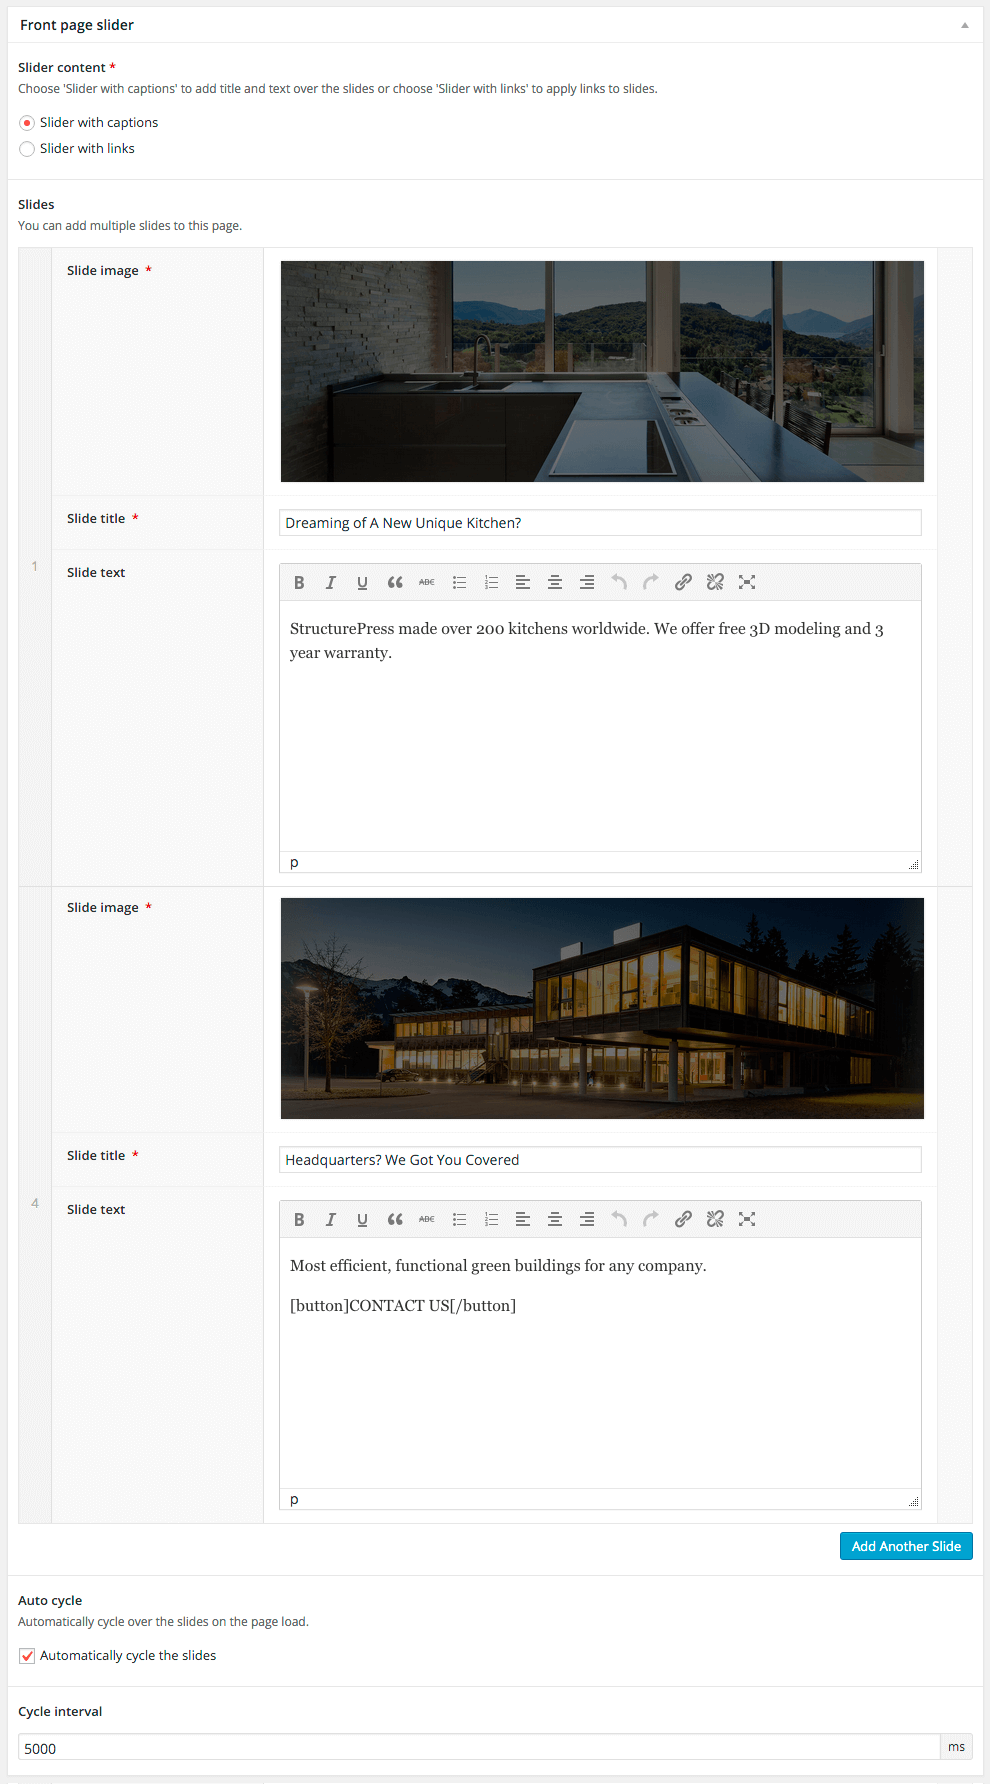 Front page slider
Slider content *
Choose 'Slider with captions' to add title and text over the slides or choose 'Slider with links' to apply links to slides.
Slider with captions
Slider with links
Slides
You can add multiple slides to this page.
Slide image *
Slide title *
Dreaming of A New Unique Kitchen?
1
Slide text
B I U ABC
StructurePress made over 200 kitchens worldwide. We offer free 3D modeling and 3
year warranty.
p
Slide image *
Slide title *
Headquarters? We Got You Covered
4
Slide text
B I U ABC
Most efficient, functional green buildings for any company.
[button]CONTACT US[/button]
p
Add Another Slide
Auto cycle
Automatically cycle over the slides on the page load.
Automatically cycle the slides
Cycle interval
5000 ms